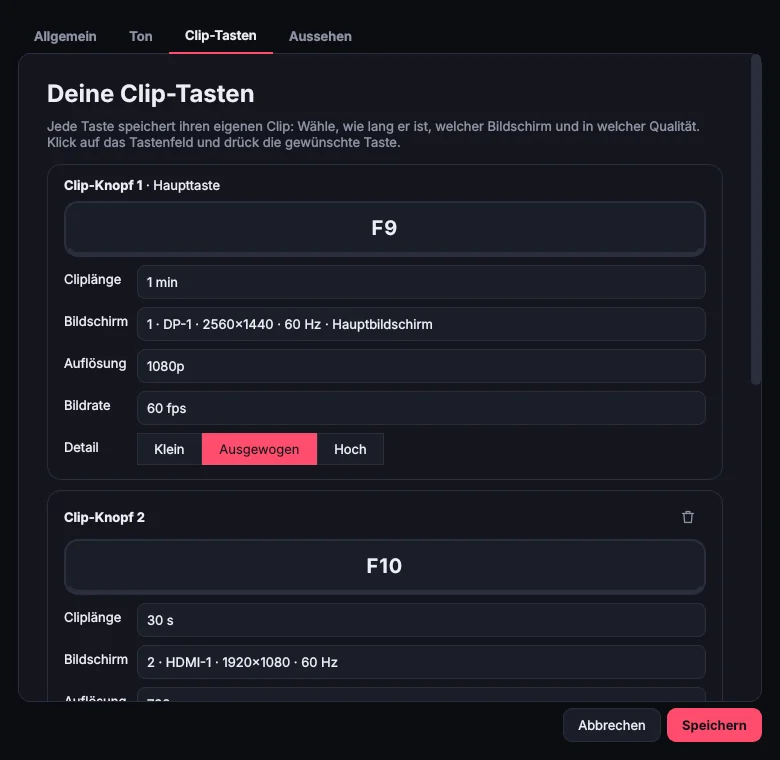 Allgemein Ton Clip-Tasten Aussehen
Deine Clip-Tasten
Jede Taste speichert ihren eigenen Clip: Wähle, wie lang er ist, welcher Bildschirm und in welcher Qualität.
Klick auf das Tastenfeld und drück die gewünschte Taste.
Clip-Knopf 1 · Haupttaste
F9
Cliplänge 1 min
Bildschirm 1 · DP-1 · 2560×1440 · 60 Hz · Hauptbildschirm
Auflösung 1080p
Bildrate 60 fps
Detail Klein Ausgewogen Hoch
Clip-Knopf 2
F10
Cliplänge 30 s
Bildschirm 2 · HDMI-1 · 1920×1080 · 60 Hz
Auflösung
Abbrechen Speichern